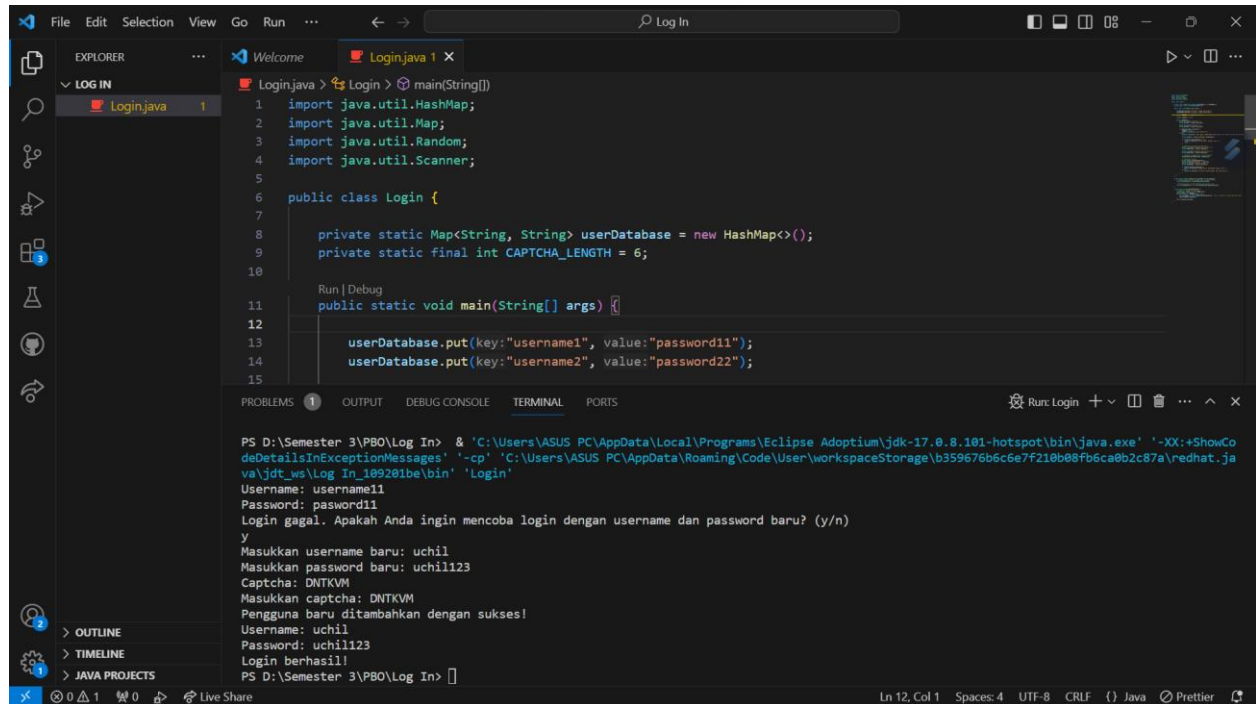 File Edit Selection View Go Run ... Log In
EXPLORER ...
LOG IN
Login.java 1
Welcome Login.java 1
Login.java > Login > main(String[])
1 import java.util.HashMap;
2 import java.util.Map;
3 import java.util.Random;
4 import java.util.Scanner;
5
6 public class Login {
7
8 private static Map<String, String> userDatabase = new HashMap<>();
9 private static final int CAPTCHA_LENGTH = 6;
10
Run | Debug
11 public static void main(String[] args) {
12
13 userDatabase.put(key:"username1", value:"password11");
14 userDatabase.put(key:"username2", value:"password22");
15
PROBLEMS 1 OUTPUT DEBUG CONSOLE TERMINAL PORTS Run: Login
PS D:\Semester 3\PBO\Log In> & 'C:\Users\ASUS PC\AppData\Local\Programs\Eclipse Adoptium\jdk-17.0.8.101-hotspot\bin\java.exe' '-XX:+ShowCo
deDetailsInExceptionMessages' '-cp' 'C:\Users\ASUS PC\AppData\Roaming\Code\User\workspaceStorage\b359676b6c6e7f210b08fb6ca0b2c87a\redhat.ja
va\jdt_ws\Log In_109201be\bin' 'Login'
Username: username11
Password: pasword11
Login gagal. Apakah Anda ingin mencoba login dengan username dan password baru? (y/n)
y
Masukkan username baru: uchil
Masukkan password baru: uchil123
Captcha: DNTKVM
Masukkan captcha: DNTKVM
Pengguna baru ditambahkan dengan sukses!
Username: uchil
Password: uchil123
Login berhasil!
PS D:\Semester 3\PBO\Log In>
3
2
1
OUTLINE
TIMELINE
JAVA PROJECTS
0 1 0 Live Share Ln 12, Col 1 Spaces: 4 UTF-8 CRLF {} Java Prettier